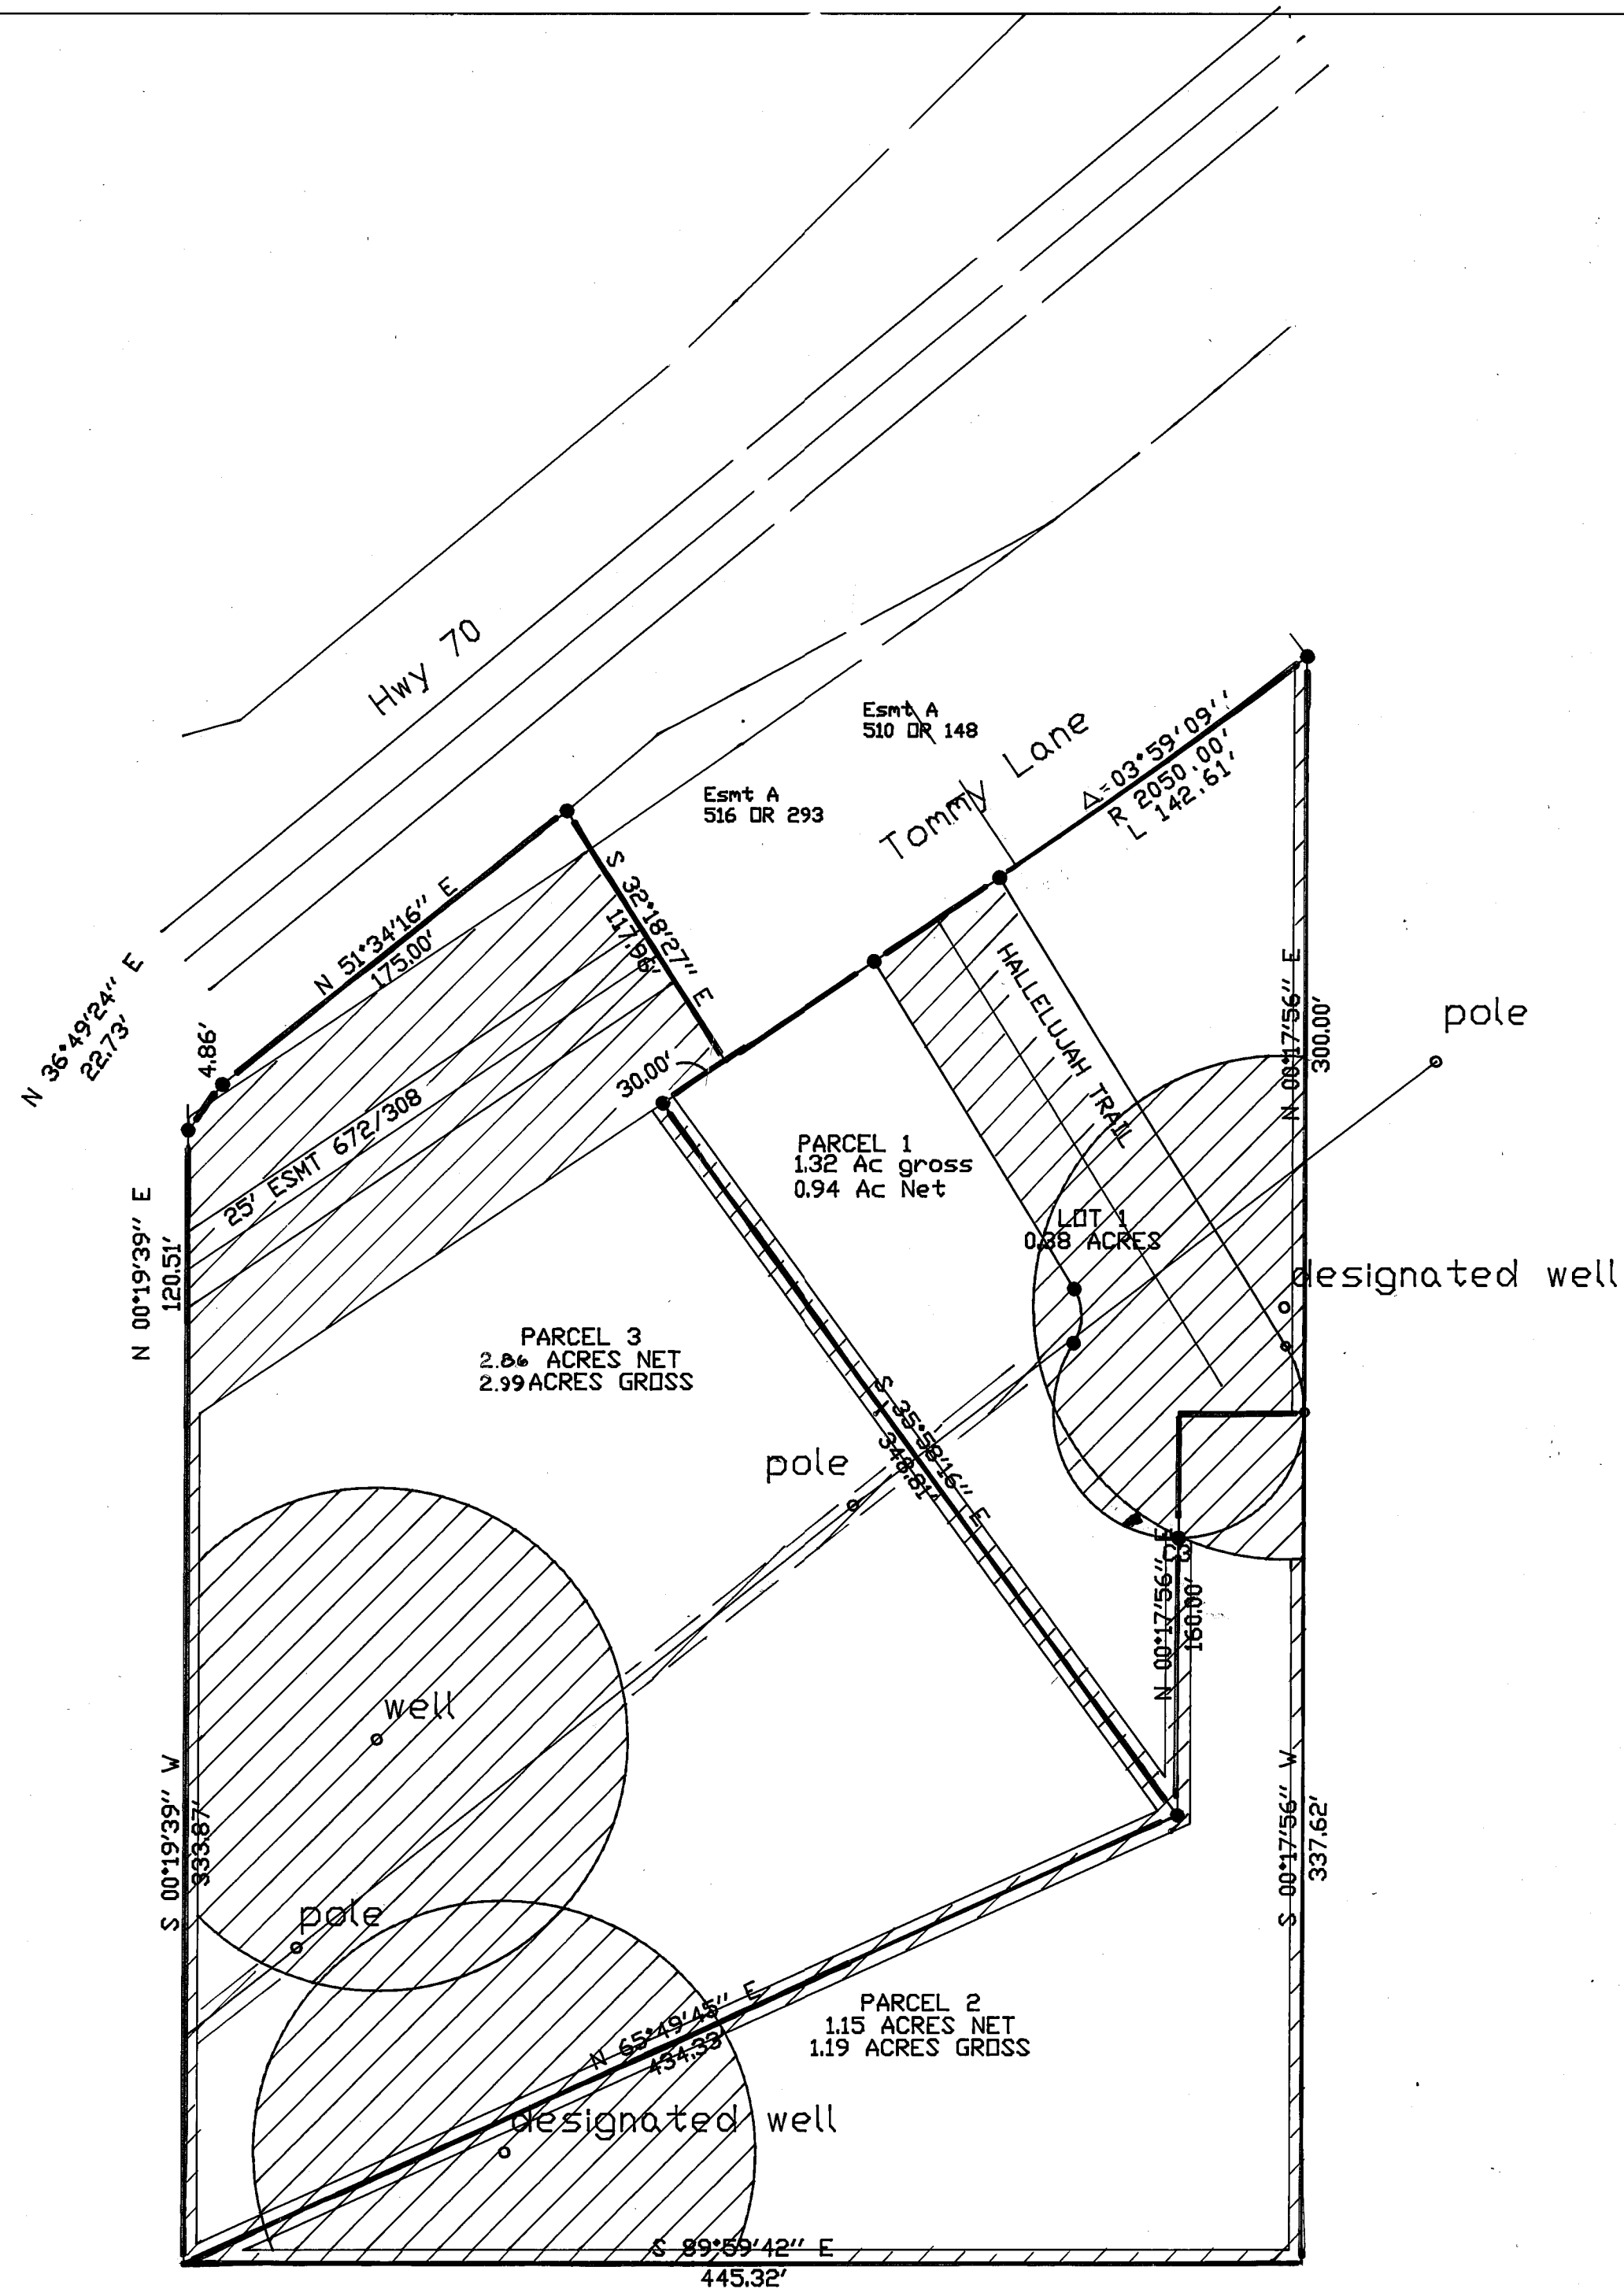 Hwy 70
Esmt A
510 OR 148
Tommy Lane
Δ=03°59'09''
R 2050.00'
L 142.61'
Esmt A
516 OR 293
N 51°34'16'' E
175.00'
S 32°18'27'' E
117.96'
N 36°49'24'' E
22.73'
4.86'
30.00'
25' ESMT 672/308
HALLELUJAH TRAIL
N 00°17'56'' E
300.00'
pole
PARCEL 1
1.32 Ac gross
0.94 Ac Net
LOT 1
0.38 ACRES
designated well
N 00°19'39'' E
120.51'
PARCEL 3
2.86 ACRES NET
2.99 ACRES GROSS
S 35°58'16'' E
348.81'
pole
C3
N 00°17'56'' E
160.00'
well
S 00°19'39'' W
333.87'
S 00°17'56'' W
337.62'
pole
PARCEL 2
1.15 ACRES NET
1.19 ACRES GROSS
N 65°49'45'' E
434.33'
designated well
S 89°59'42'' E
445.32'